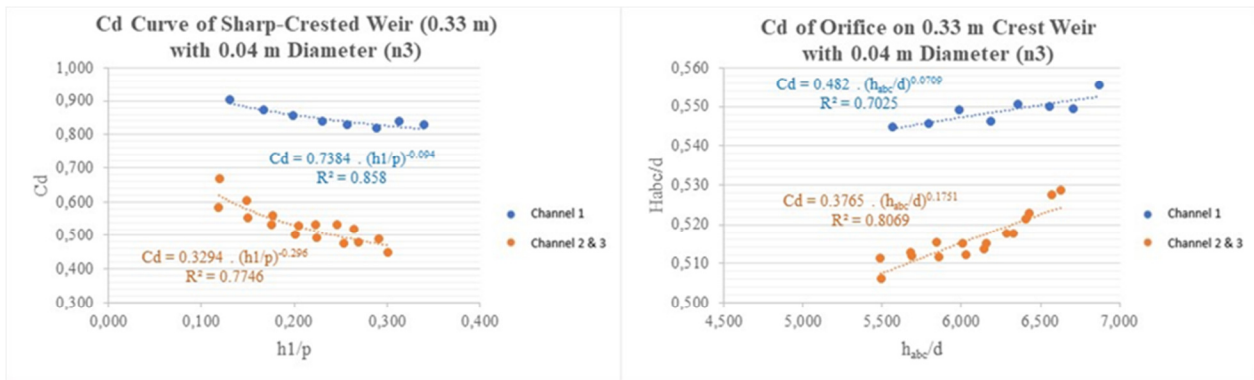 Cd Curve of Sharp-Crested Weir (0.33 m)
with 0.04 m Diameter (n3)
1,000
0,900
0,800
0,700
0,600
0,500
0,400
0,300
Cd
Cd = 0.7384 . (h1/p)^-0.094
R² = 0.858
Cd = 0.3294 . (h1/p)^-0.296
R² = 0.7746
Channel 1
Channel 2 & 3
0,000 0,100 0,200 0,300 0,400
h1/p
Cd of Orifice on 0.33 m Crest Weir
with 0.04 m Diameter (n3)
0,560
0,550
0,540
0,530
0,520
0,510
0,500
Habc/d
Cd = 0.482 . (habc/d)^0.0709
R² = 0.7025
Cd = 0.3765 . (habc/d)^0.1751
R² = 0.8069
Channel 1
Channel 2 & 3
4,500 5,000 5,500 6,000 6,500 7,000
habc/d